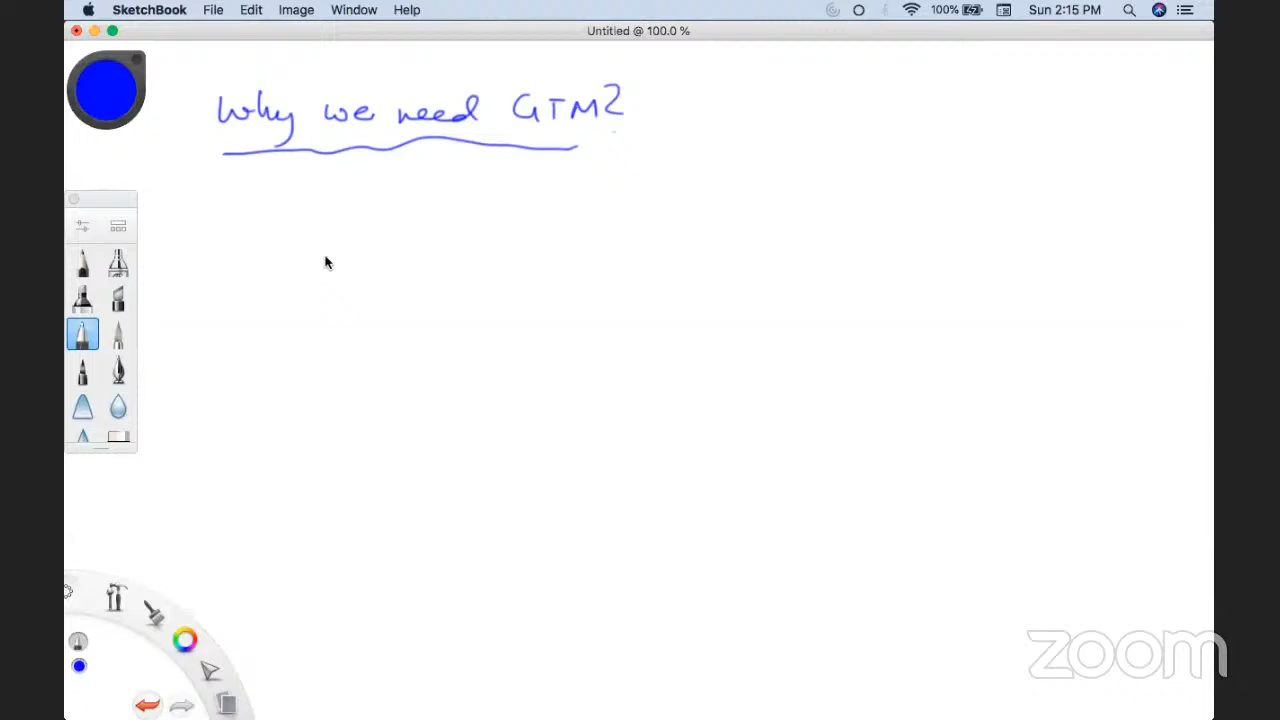 SketchBook File Edit Image Window Help 100% Sun 2:15 PM
Untitled @ 100.0 %
Why we need GTM?
zoom